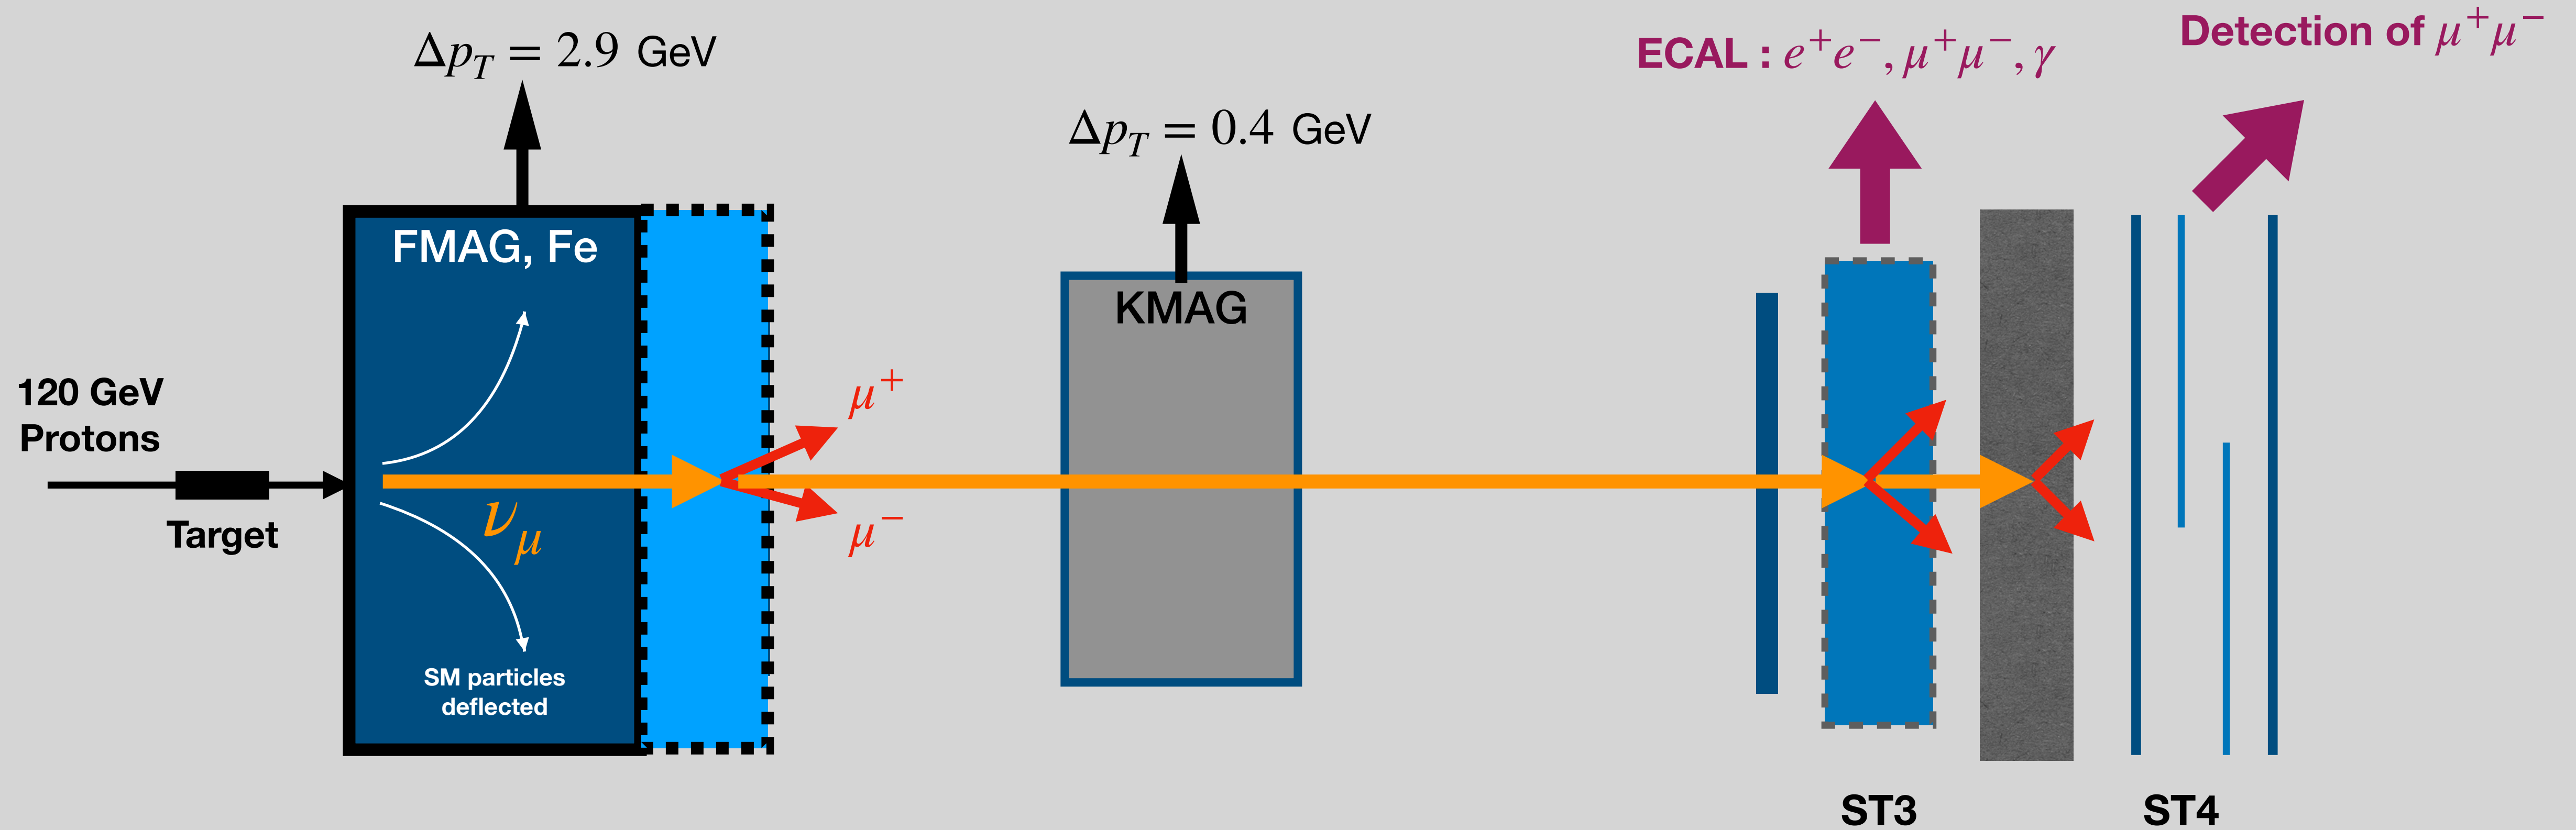 Δp_T = 2.9 GeV
Δp_T = 0.4 GeV
ECAL : e⁺e⁻, μ⁺μ⁻, γ
Detection of μ⁺μ⁻
FMAG, Fe
KMAG
120 GeV
Protons
Target
ν_μ
μ⁺
μ⁻
SM particles
deflected
ST3
ST4